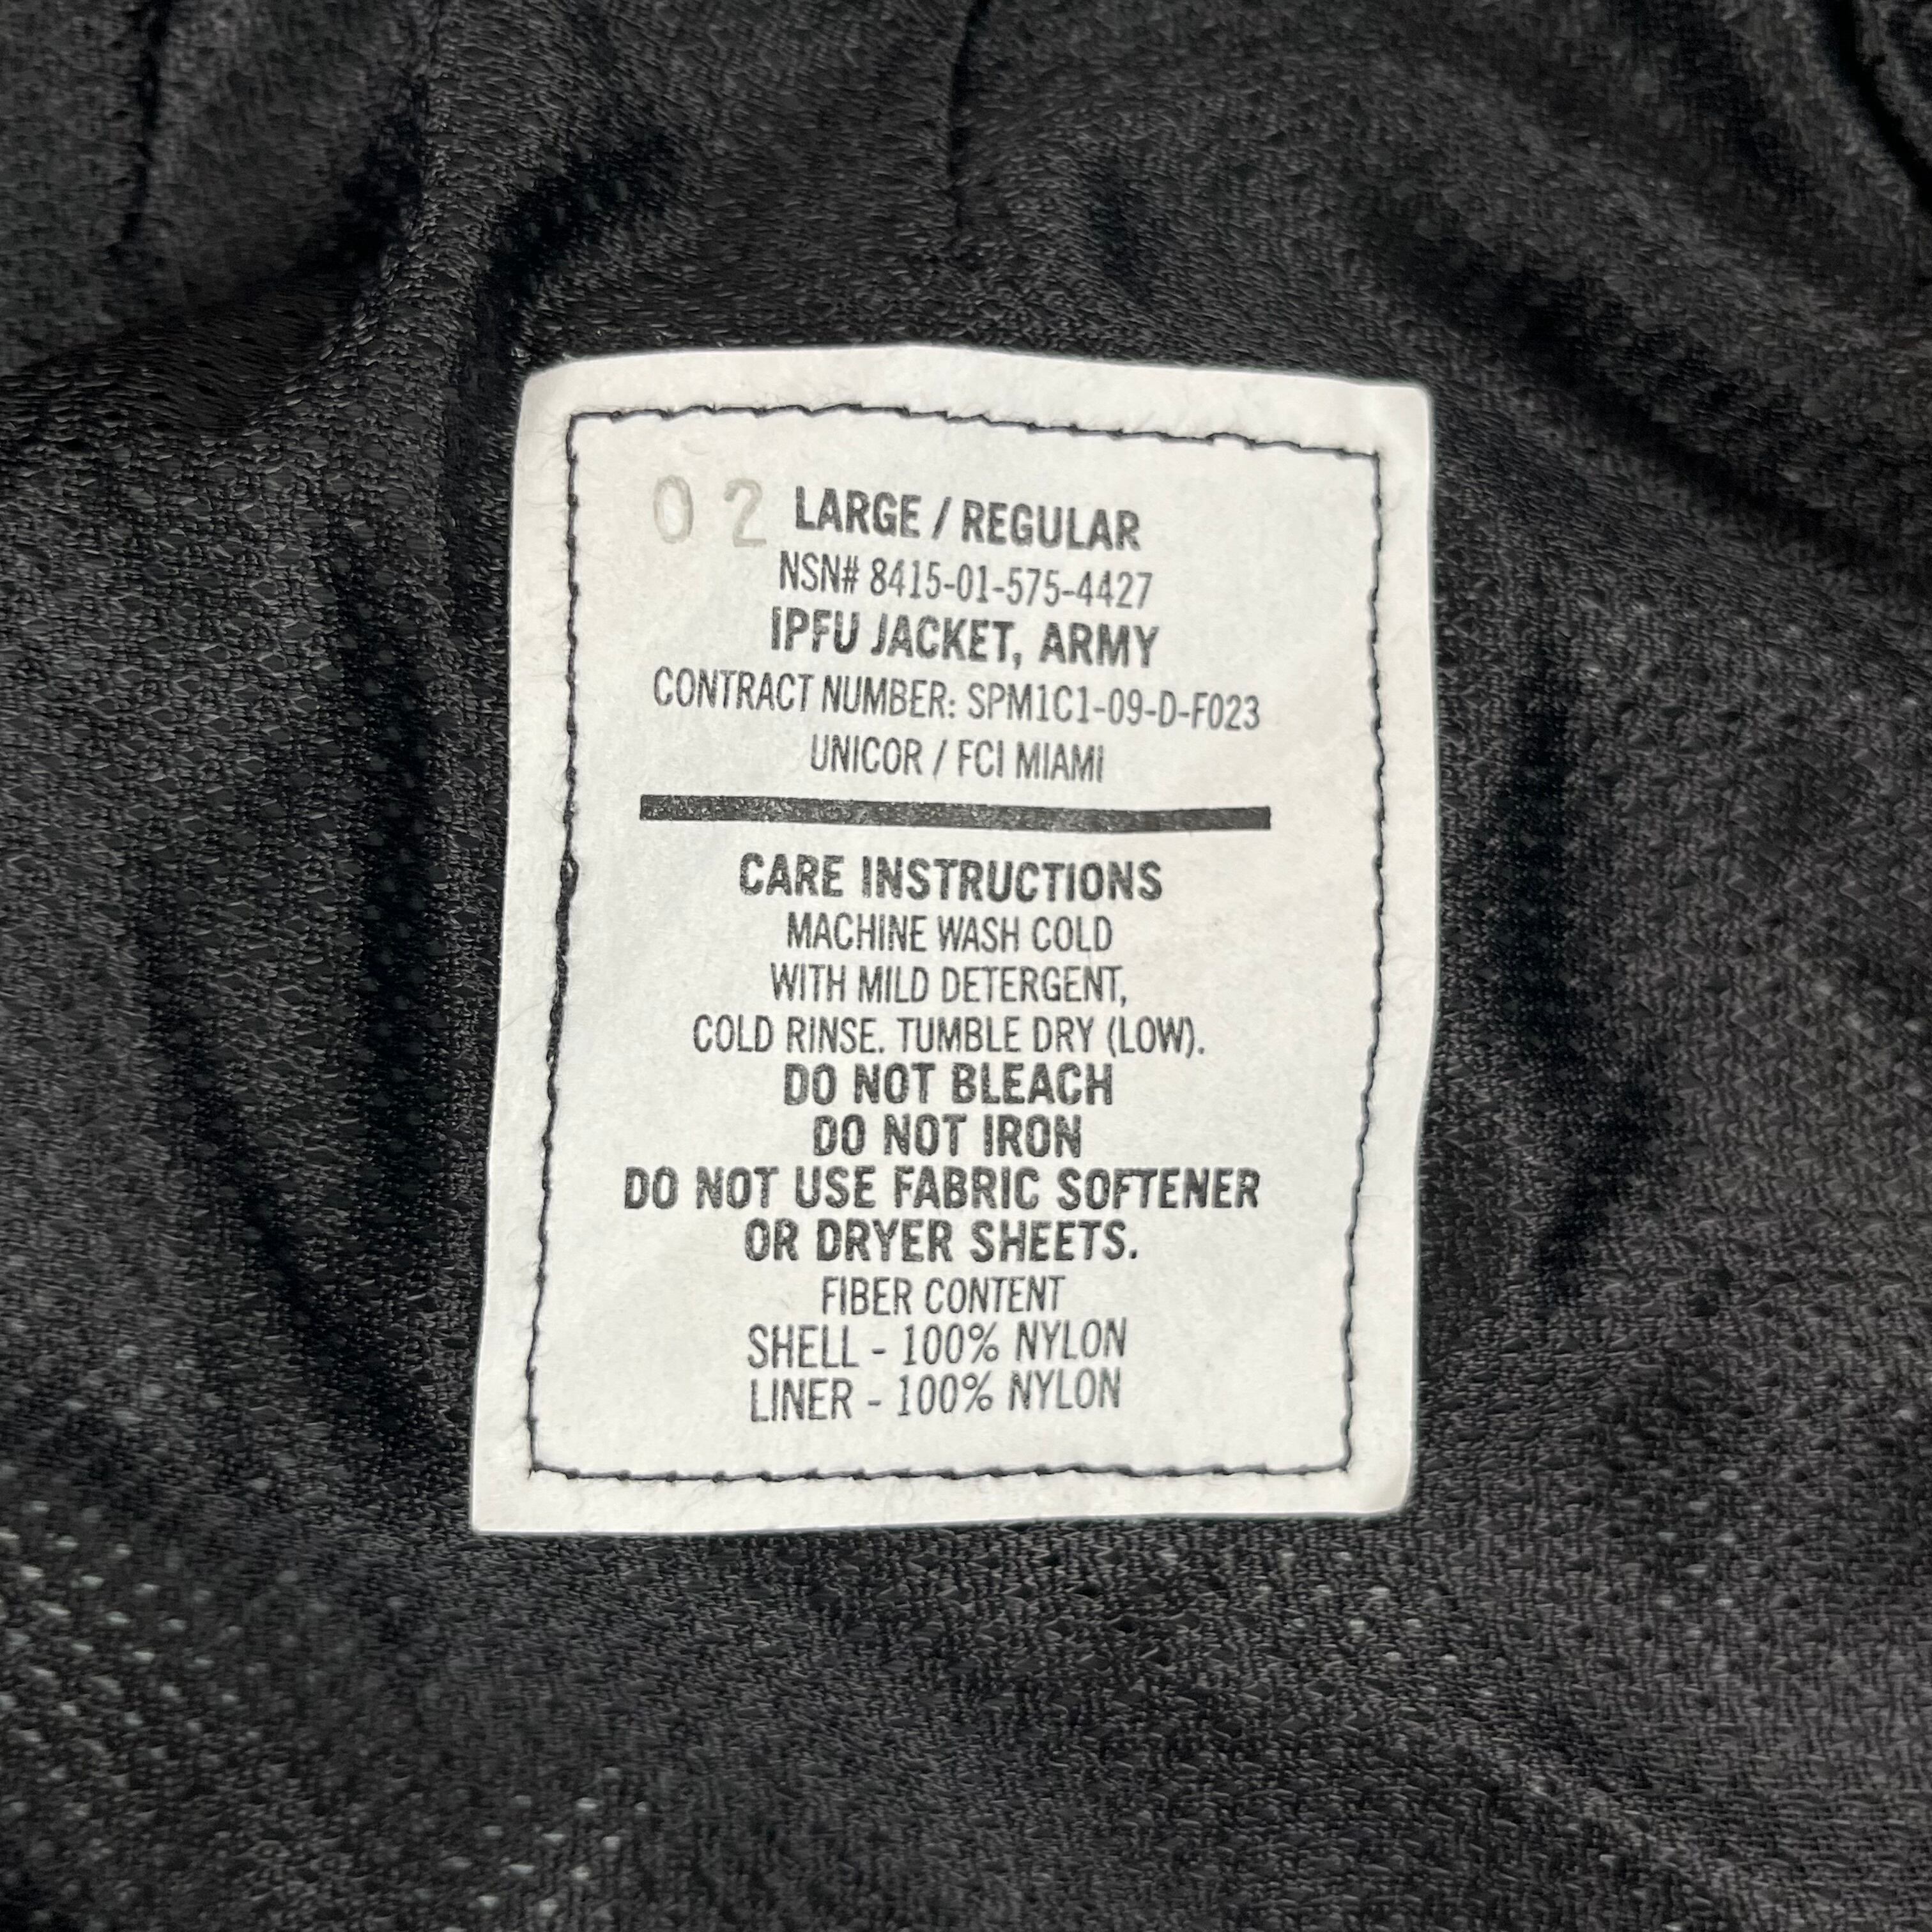 02 LARGE / REGULAR
NSN# 8415-01-575-4427
IPFU JACKET, ARMY
CONTRACT NUMBER: SPM1C1-09-D-F023
UNICOR / FCI MIAMI
CARE INSTRUCTIONS
MACHINE WASH COLD
WITH MILD DETERGENT,
COLD RINSE. TUMBLE DRY (LOW).
DO NOT BLEACH
DO NOT IRON
DO NOT USE FABRIC SOFTENER
OR DRYER SHEETS.
FIBER CONTENT
SHELL - 100% NYLON
LINER - 100% NYLON